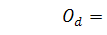 O_d =